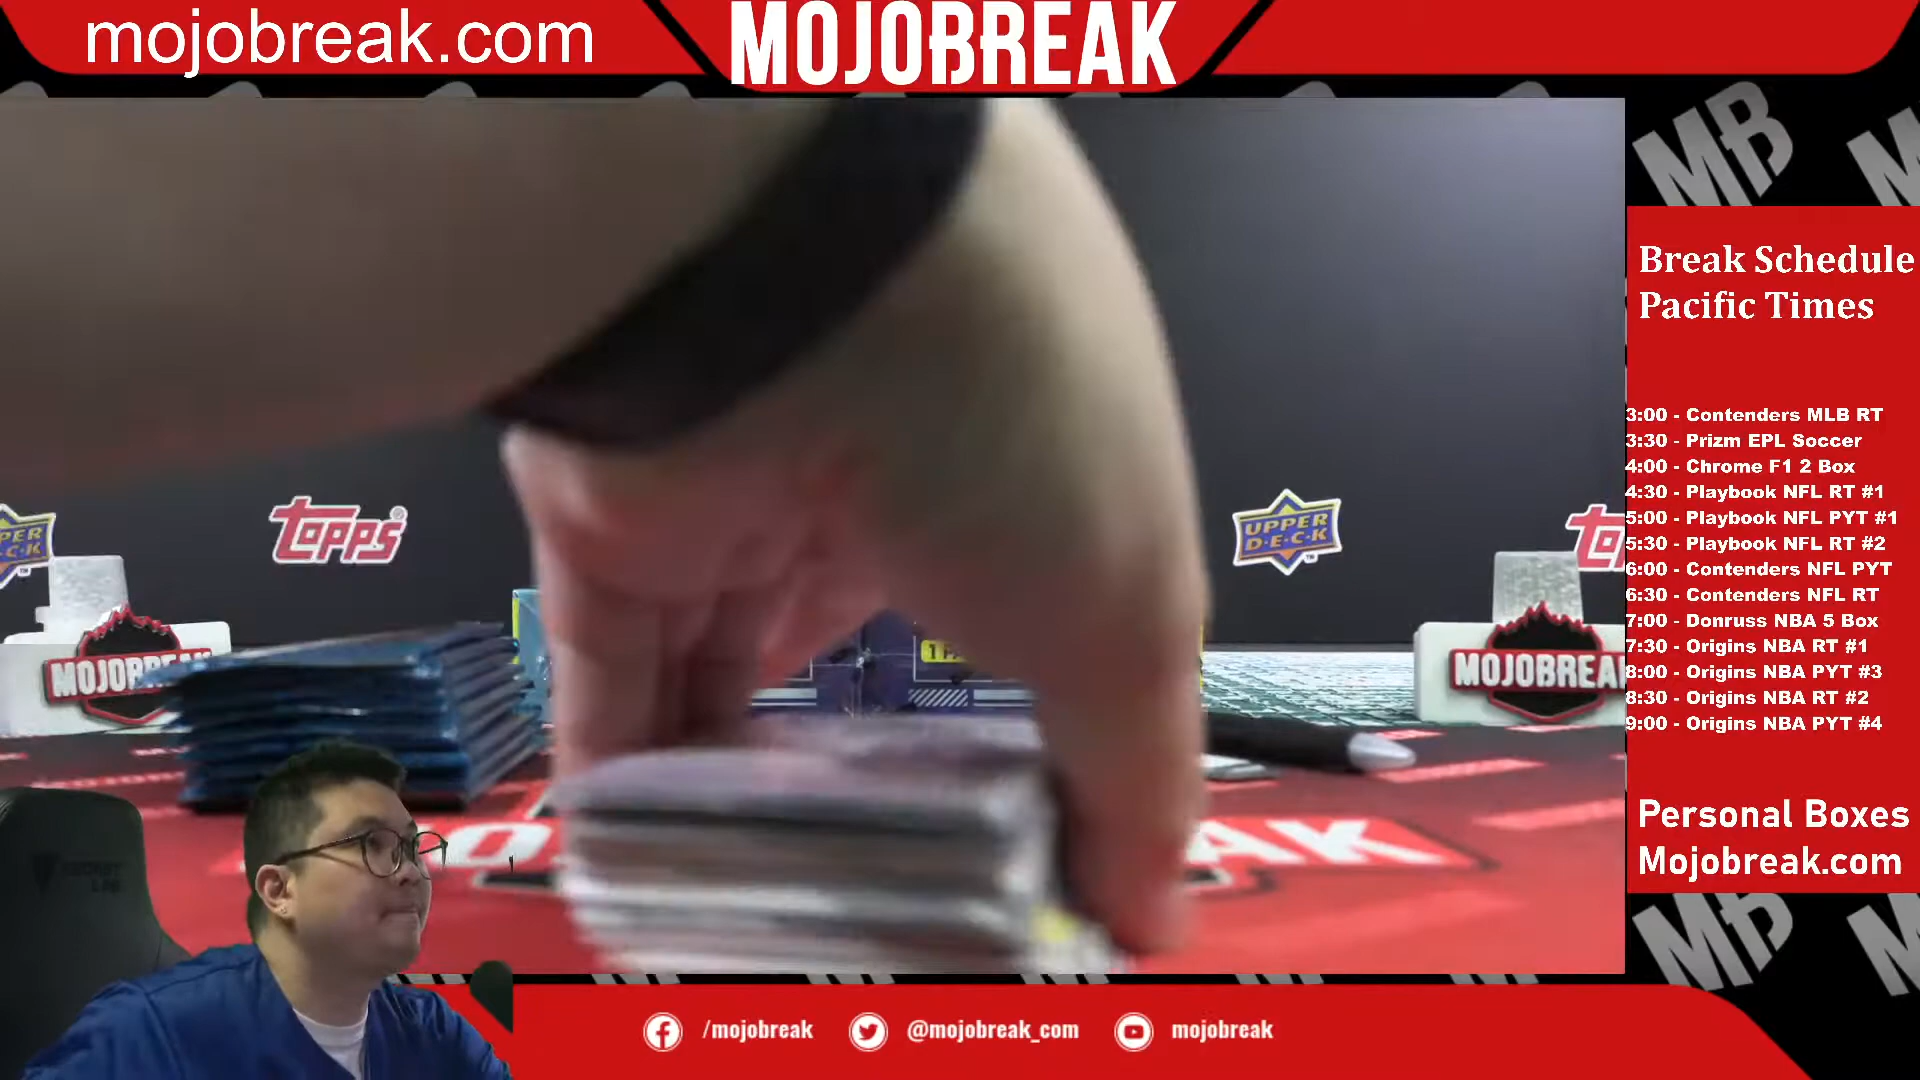 mojobreak.com
MOJOBREAK
Break Schedule
Pacific Times
3:00 - Contenders MLB RT
3:30 - Prizm EPL Soccer
4:00 - Chrome F1 2 Box
4:30 - Playbook NFL RT #1
5:00 - Playbook NFL PYT #1
5:30 - Playbook NFL RT #2
6:00 - Contenders NFL PYT
6:30 - Contenders NFL RT
7:00 - Donruss NBA 5 Box
7:30 - Origins NBA RT #1
8:00 - Origins NBA PYT #3
8:30 - Origins NBA RT #2
9:00 - Origins NBA PYT #4
Personal Boxes
Mojobreak.com
MB
MB
TOPPS
UPPER
D·E·C·K
MOJOBREAK
MOJOBREAK
/mojobreak
@mojobreak_com
mojobreak